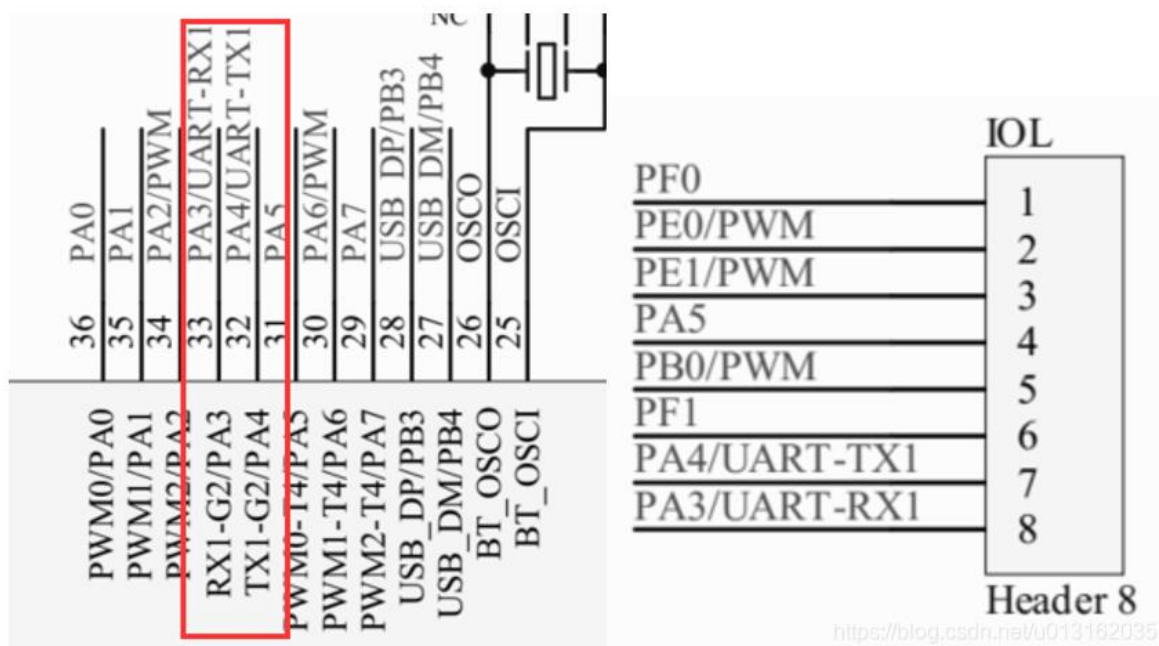 NC
PA0
PA1
PA2/PWM
PA3/UART-RX1
PA4/UART-TX1
PA5
PA6/PWM
PA7
USB DP/PB3
USB DM/PB4
OSCO
OSCI
36
35
34
33
32
31
30
29
28
27
26
25
PWM0/PA0
PWM1/PA1
PWM2/PA2
RX1-G2/PA3
TX1-G2/PA4
PWM0-T4/PA5
PWM1-T4/PA6
PWM2-T4/PA7
USB_DP/PB3
USB_DM/PB4
BT_OSCO
BT_OSCI
IOL
PF0 1
PE0/PWM 2
PE1/PWM 3
PA5 4
PB0/PWM 5
PF1 6
PA4/UART-TX1 7
PA3/UART-RX1 8
Header 8
https://blog.csdn.net/u013162035